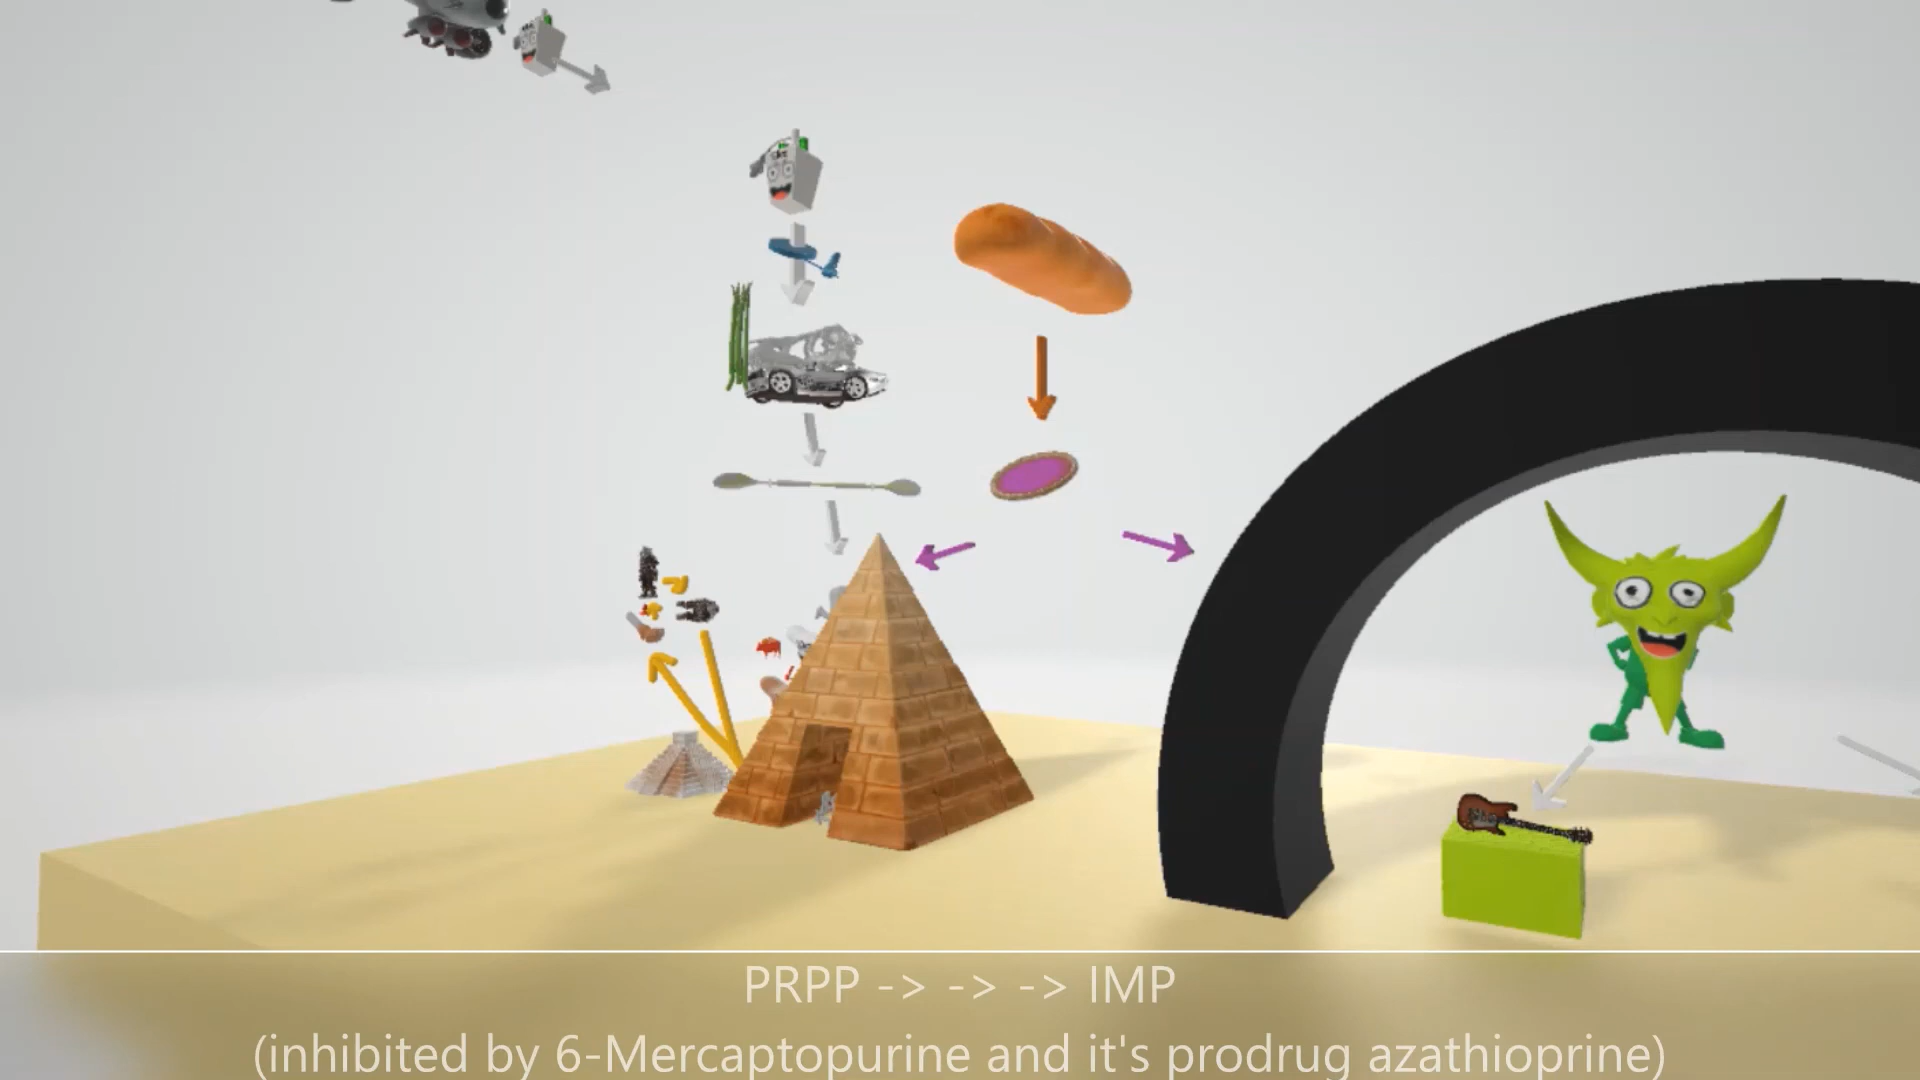 PRPP -> -> -> IMP
(inhibited by 6-Mercaptopurine and it's prodrug azathioprine)